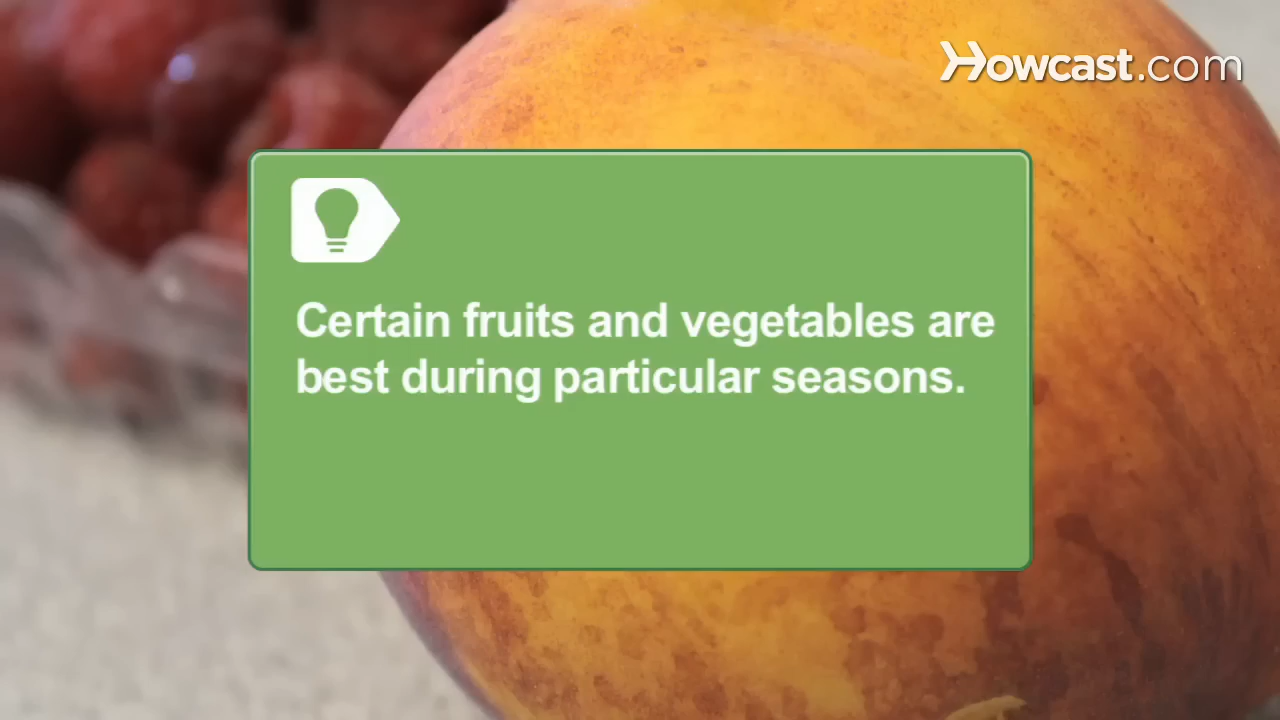 Howcast.com
Certain fruits and vegetables are
best during particular seasons.